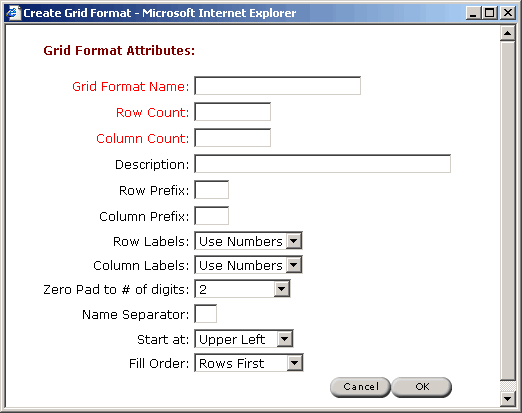 Create Grid Format - Microsoft Internet Explorer
Grid Format Attributes:
Grid Format Name:
Row Count:
Column Count:
Description:
Row Prefix:
Column Prefix:
Row Labels: Use Numbers
Column Labels: Use Numbers
Zero Pad to # of digits: 2
Name Separator:
Start at: Upper Left
Fill Order: Rows First
Cancel OK